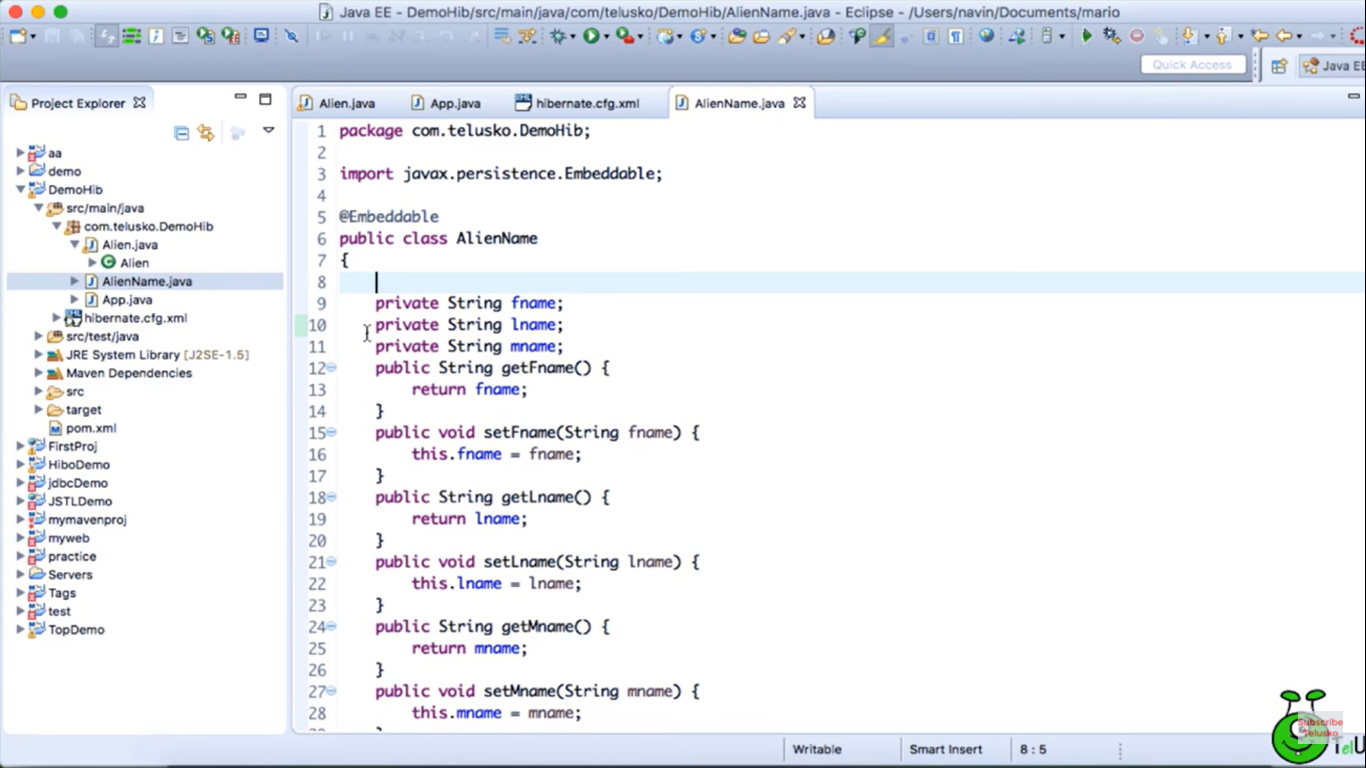 Java EE - DemoHib/src/main/java/com/telusko/DemoHib/AlienName.java - Eclipse - /Users/navin/Documents/mario
Quick Access
Java EE
Project Explorer
Alien.java
App.java
hibernate.cfg.xml
AlienName.java
aa
demo
DemoHib
src/main/java
com.telusko.DemoHib
Alien.java
Alien
AlienName.java
App.java
hibernate.cfg.xml
src/test/java
JRE System Library [J2SE-1.5]
Maven Dependencies
src
target
pom.xml
FirstProj
HiboDemo
jdbcDemo
JSTLDemo
mymavenproj
myweb
practice
Servers
Tags
test
TopDemo
1 package com.telusko.DemoHib;
2
3 import javax.persistence.Embeddable;
4
5 @Embeddable
6 public class AlienName
7 {
8
9 private String fname;
10 private String lname;
11 private String mname;
12 public String getFname() {
13 return fname;
14 }
15 public void setFname(String fname) {
16 this.fname = fname;
17 }
18 public String getLname() {
19 return lname;
20 }
21 public void setLname(String lname) {
22 this.lname = lname;
23 }
24 public String getMname() {
25 return mname;
26 }
27 public void setMname(String mname) {
28 this.mname = mname;
Writable
Smart Insert
8 : 5
Subscribe
Telusko